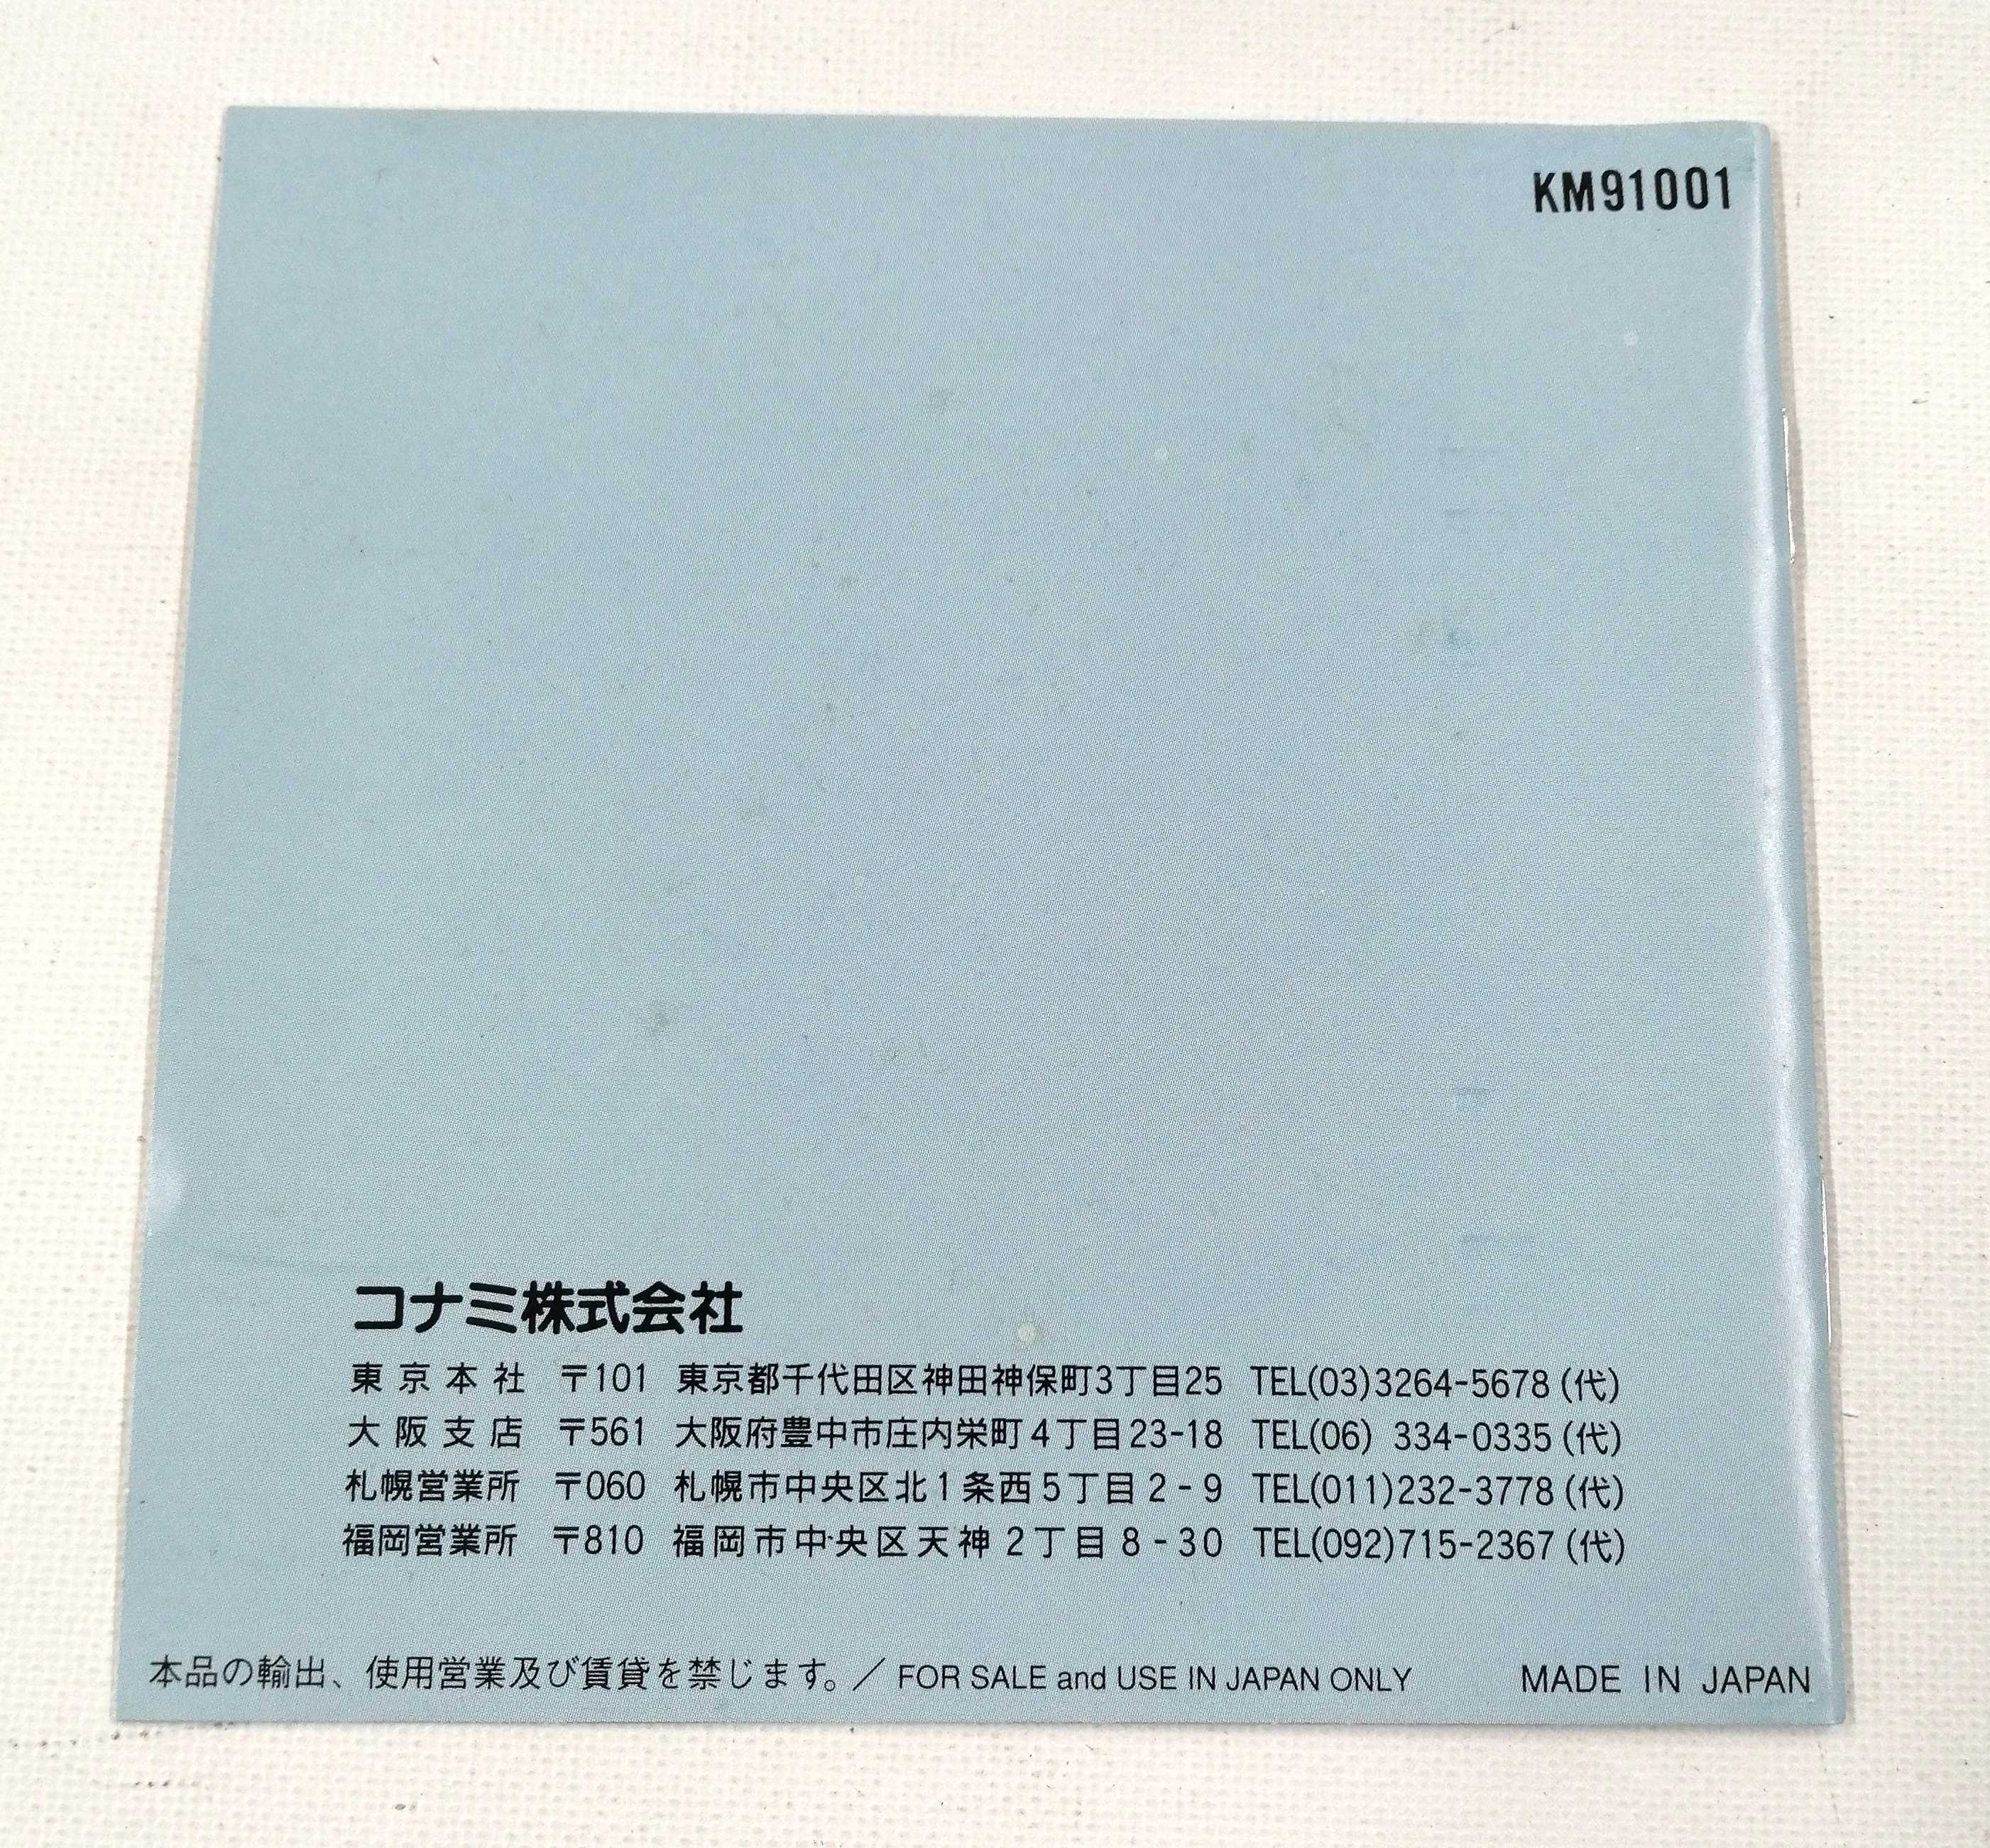 KM91001
コナミ株式会社
東京本社 〒101 東京都千代田区神田神保町3丁目25 TEL(03)3264-5678(代)
大阪支店 〒561 大阪府豊中市庄内栄町4丁目23-18 TEL(06) 334-0335(代)
札幌営業所 〒060 札幌市中央区北1条西5丁目2-9 TEL(011)232-3778(代)
福岡営業所 〒810 福岡市中央区天神2丁目8-30 TEL(092)715-2367(代)
本品の輸出、使用営業及び賃貸を禁じます。／FOR SALE and USE IN JAPAN ONLY MADE IN JAPAN